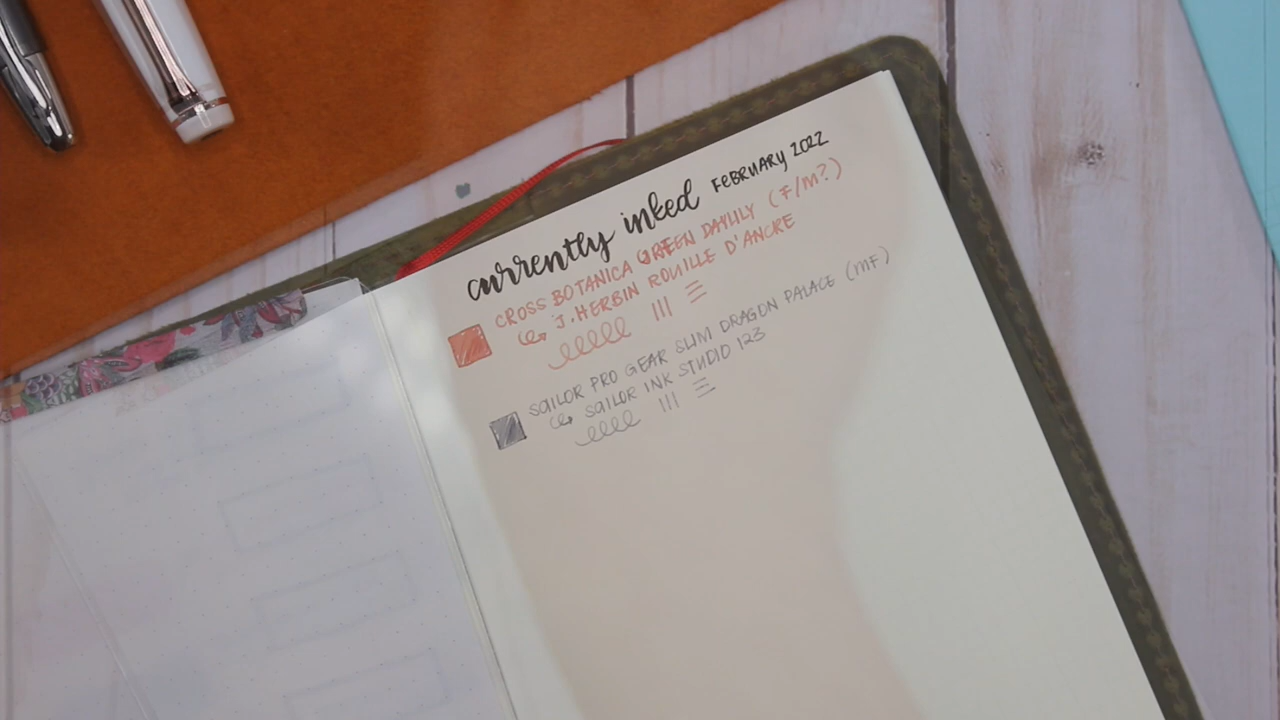 currently inked FEBRUARY 2022
CROSS BOTANICA GREEN DAYLILY (F/M?)
↳ J. HERBIN ROUILLE D'ANCRE
SAILOR PRO GEAR SLIM DRAGON PALACE (MF)
↳ SAILOR INK STUDIO 123